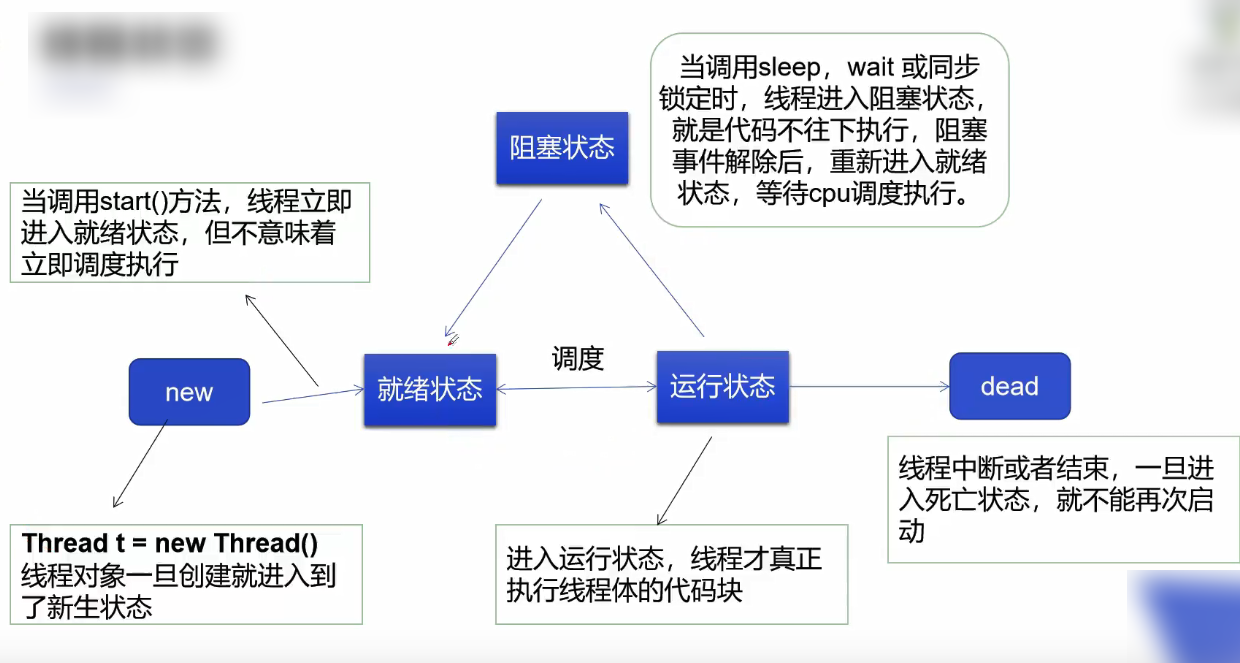 当调用sleep，wait 或同步
锁定时，线程进入阻塞状态，
就是代码不往下执行，阻塞
事件解除后，重新进入就绪
状态，等待cpu调度执行。
阻塞状态
当调用start()方法，线程立即
进入就绪状态，但不意味着
立即调度执行
new
就绪状态
调度
运行状态
dead
Thread t = new Thread()
线程对象一旦创建就进入到
了新生状态
进入运行状态，线程才真正
执行线程体的代码块
线程中断或者结束，一旦进
入死亡状态，就不能再次启
动